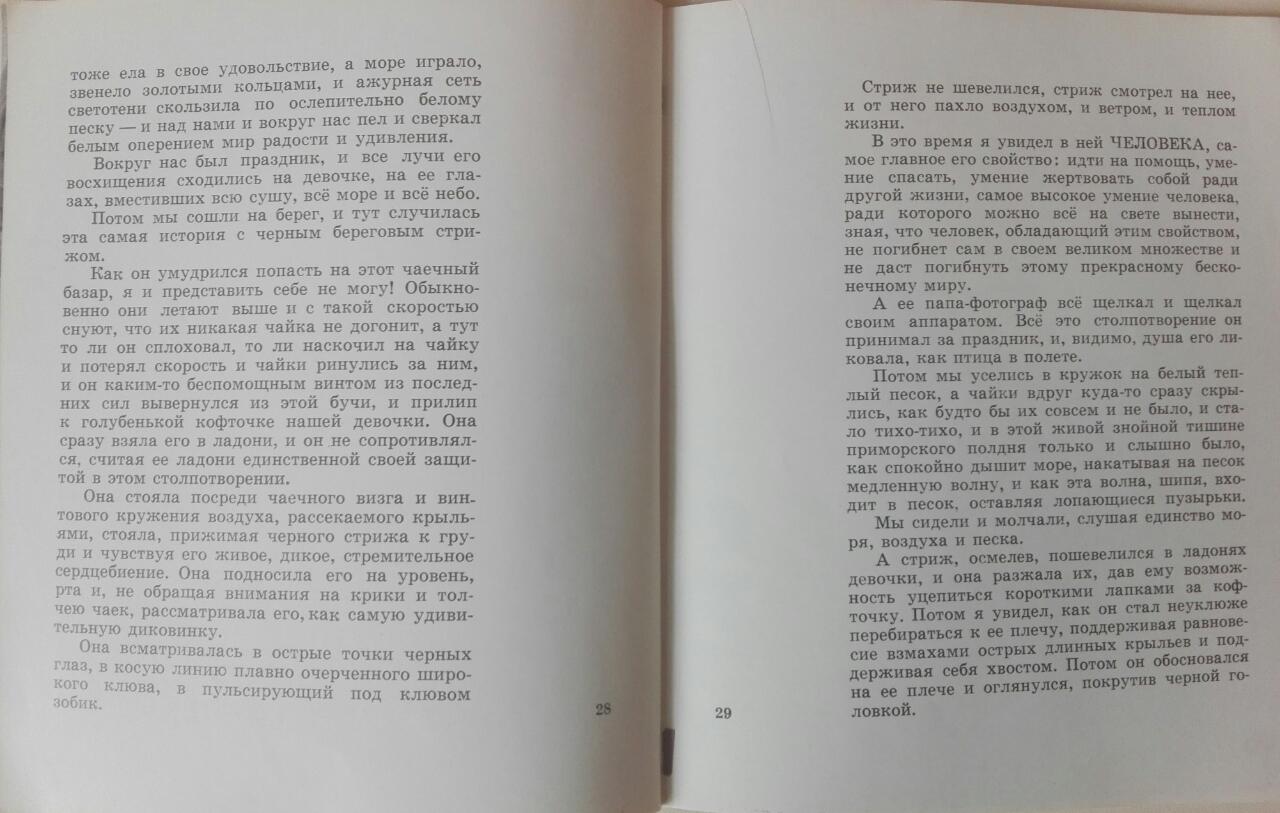 тоже ела в свое удовольствие, а море играло,
звенело золотыми кольцами, и ажурная сеть
светотени скользила по ослепительно белому
песку — и над нами и вокруг нас пел и сверкал
белым оперением мир радости и удивления.
Вокруг нас был праздник, и все лучи его
восхищения сходились на девочке, на ее гла-
зах, вместивших всю сушу, всё море и всё небо.
Потом мы сошли на берег, и тут случилась
эта самая история с черным береговым стри-
жом.
Как он умудрился попасть на этот чаечный
базар, я и представить себе не могу! Обыкно-
венно они летают выше и с такой скоростью
снуют, что их никакая чайка не догонит, а тут
то ли он сплоховал, то ли наскочил на чайку
и потерял скорость и чайки ринулись за ним,
и он каким-то беспомощным винтом из послед-
них сил вывернулся из этой бучи, и прилип
к голубенькой кофточке нашей девочки. Она
сразу взяла его в ладони, и он не сопротивлял-
ся, считая ее ладони единственной своей защи-
той в этом столпотворении.
Она стояла посреди чаечного визга и вин-
тового кружения воздуха, рассекаемого крыль-
ями, стояла, прижимая черного стрижа к гру-
ди и чувствуя его живое, дикое, стремительное
сердцебиение. Она подносила его на уровень,
рта и, не обращая внимания на крики и тол-
чею чаек, рассматривала его, как самую удиви-
тельную диковинку.
Она всматривалась в острые точки черных
глаз, в косую линию плавно очерченного широ-
кого клюва, в пульсирующий под клювом
зобик.
28
Стриж не шевелился, стриж смотрел на нее,
и от него пахло воздухом, и ветром, и теплом
жизни.
В это время я увидел в ней ЧЕЛОВЕКА, са-
мое главное его свойство: идти на помощь, уме-
ние спасать, умение жертвовать собой ради
другой жизни, самое высокое умение человека,
ради которого можно всё на свете вынести,
зная, что человек, обладающий этим свойством,
не погибнет сам в своем великом множестве и
не даст погибнуть этому прекрасному беско-
нечному миру.
А ее папа-фотограф всё щелкал и щелкал
своим аппаратом. Всё это столпотворение он
принимал за праздник, и, видимо, душа его ли-
ковала, как птица в полете.
Потом мы уселись в кружок на белый теп-
лый песок, а чайки вдруг куда-то сразу скры-
лись, как будто бы их совсем и не было, и ста-
ло тихо-тихо, и в этой живой знойной тишине
приморского полдня только и слышно было,
как спокойно дышит море, накатывая на песок
медленную волну, и как эта волна, шипя, вхо-
дит в песок, оставляя лопающиеся пузырьки.
Мы сидели и молчали, слушая единство мо-
ря, воздуха и песка.
А стриж, осмелев, пошевелился в ладонях
девочки, и она разжала их, дав ему возмож-
ность уцепиться короткими лапками за коф-
точку. Потом я увидел, как он стал неуклюже
перебираться к ее плечу, поддерживая равнове-
сие взмахами острых длинных крыльев и под-
держивая себя хвостом. Потом он обосновался
на ее плече и оглянулся, покрутив черной го-
ловкой.
29